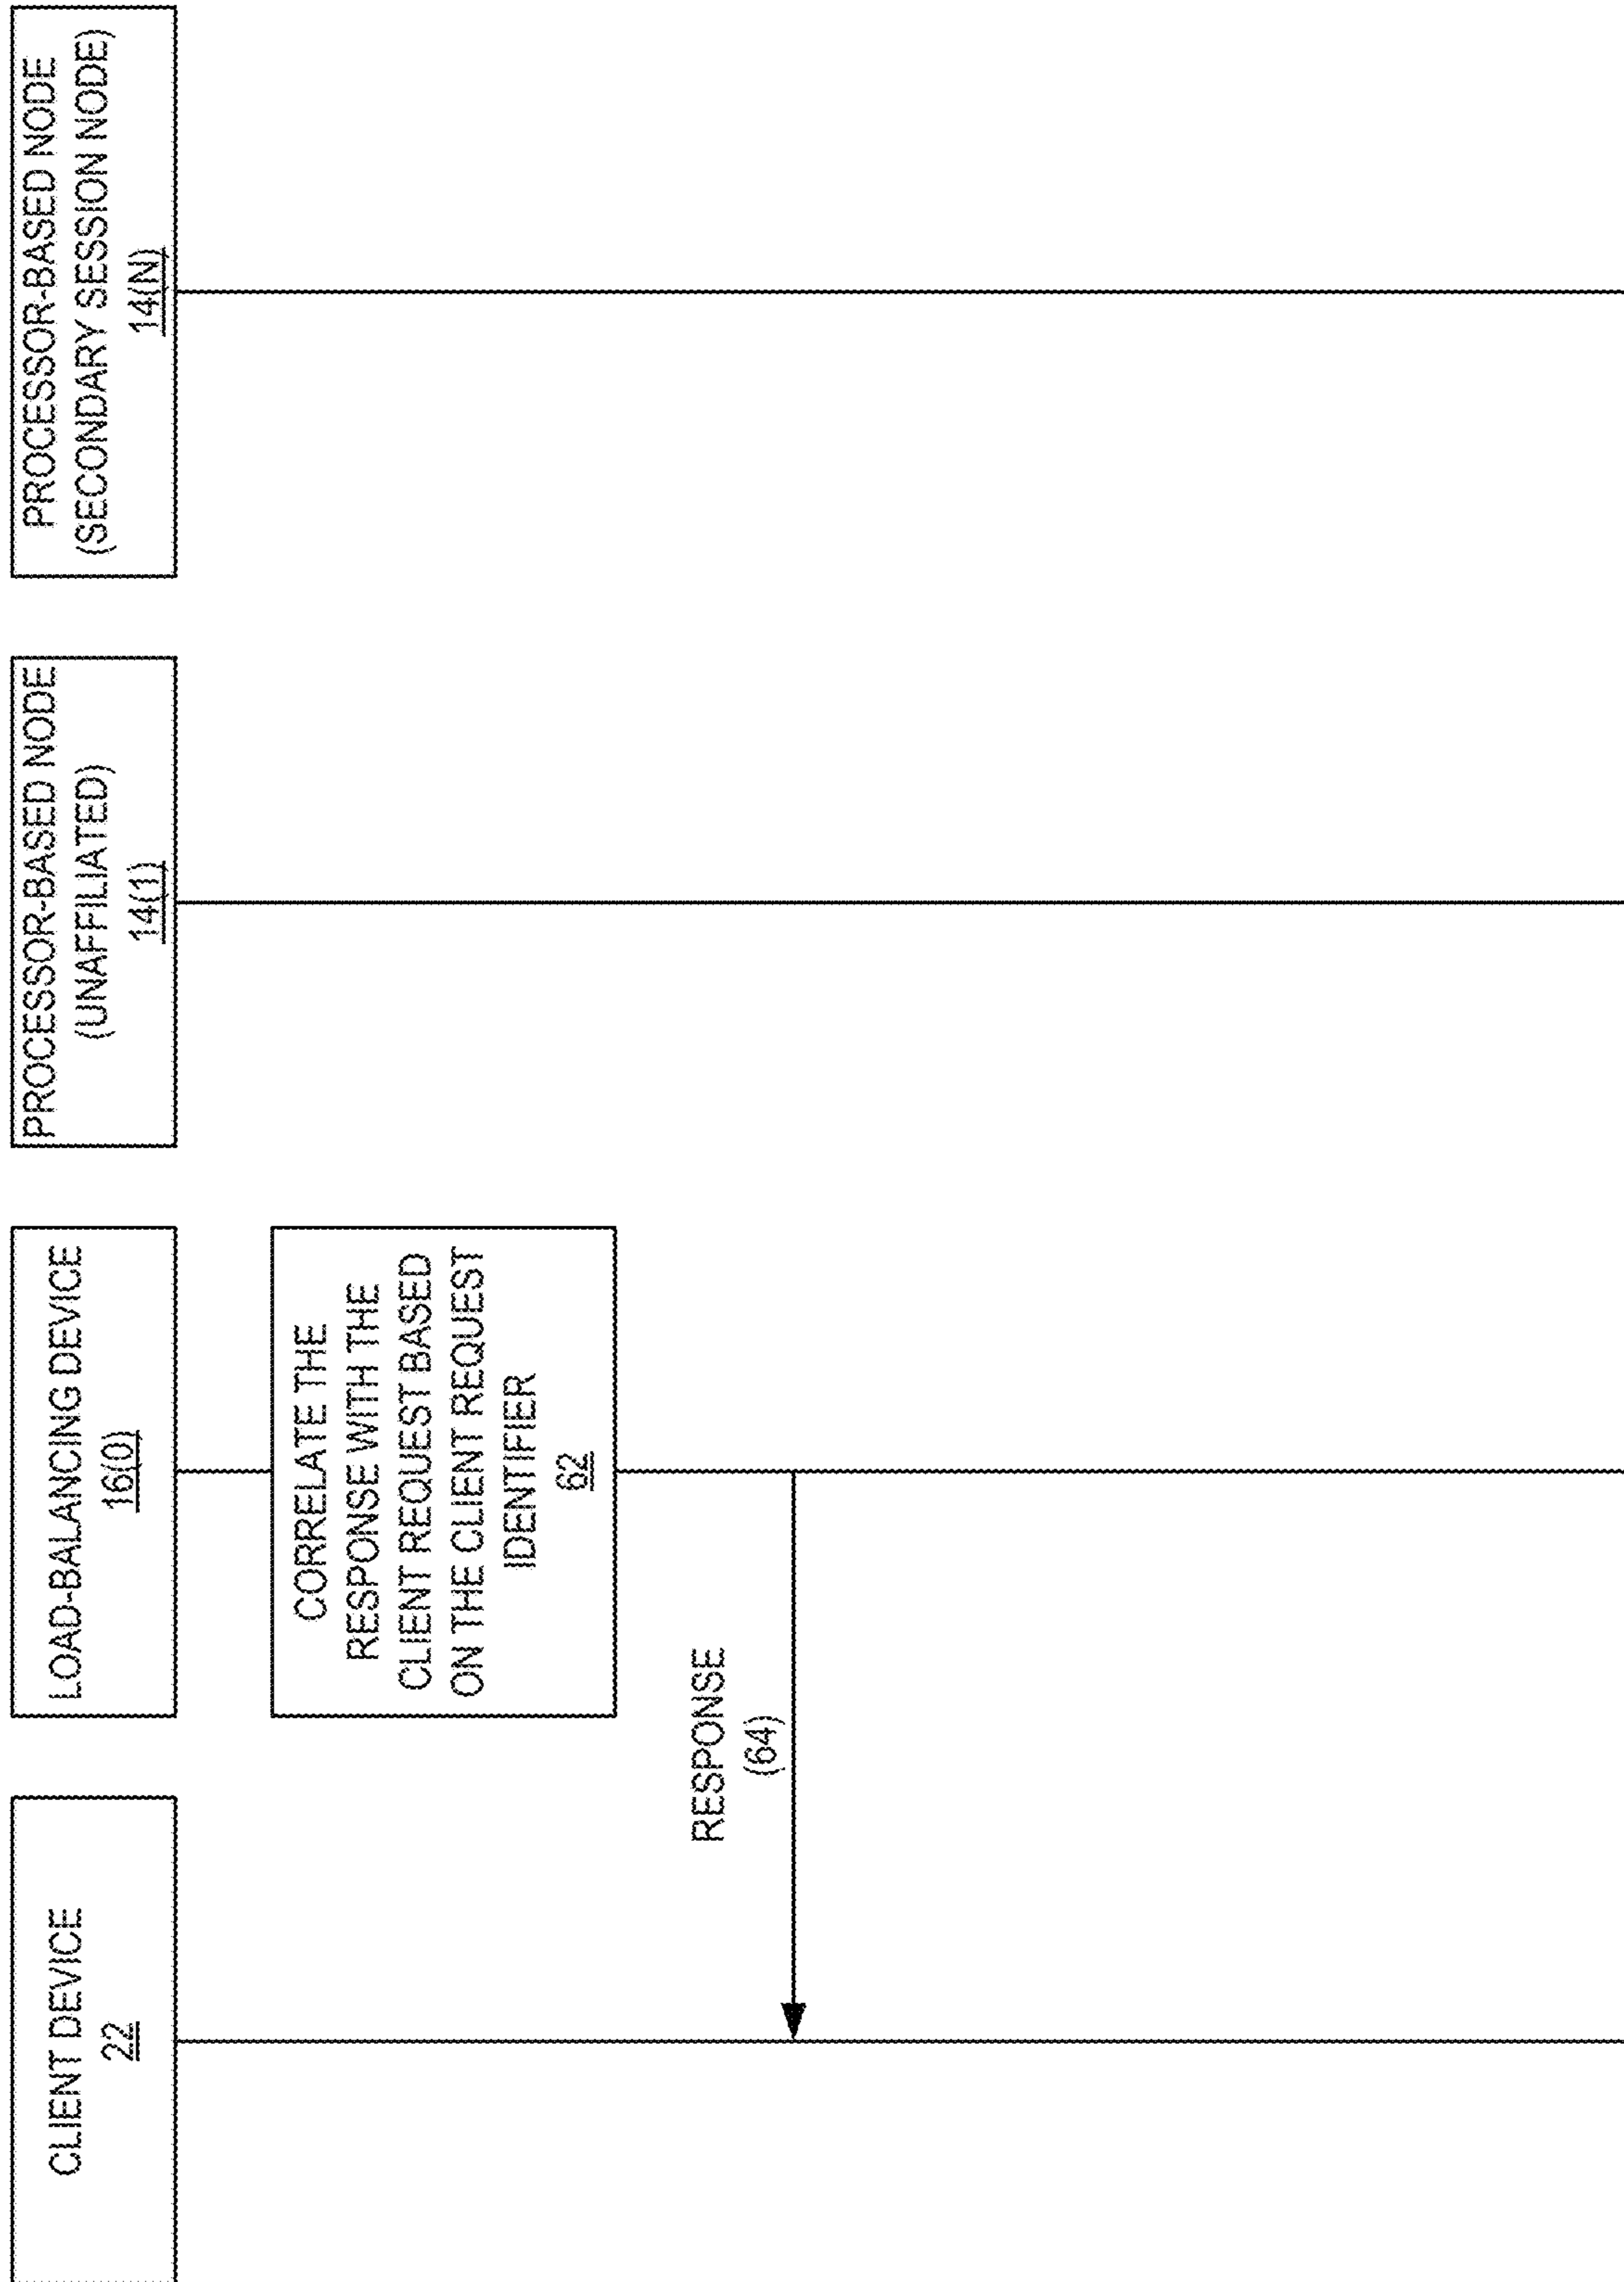 CLIENT DEVICE
22
LOAD-BALANCING DEVICE
16(0)
PROCESSOR-BASED NODE
(UNAFFILIATED)
14(1)
PROCESSOR-BASED NODE
(SECONDARY SESSION NODE)
14(N)
CORRELATE THE
RESPONSE WITH THE
CLIENT REQUEST BASED
ON THE CLIENT REQUEST
IDENTIFIER
62
RESPONSE
(64)